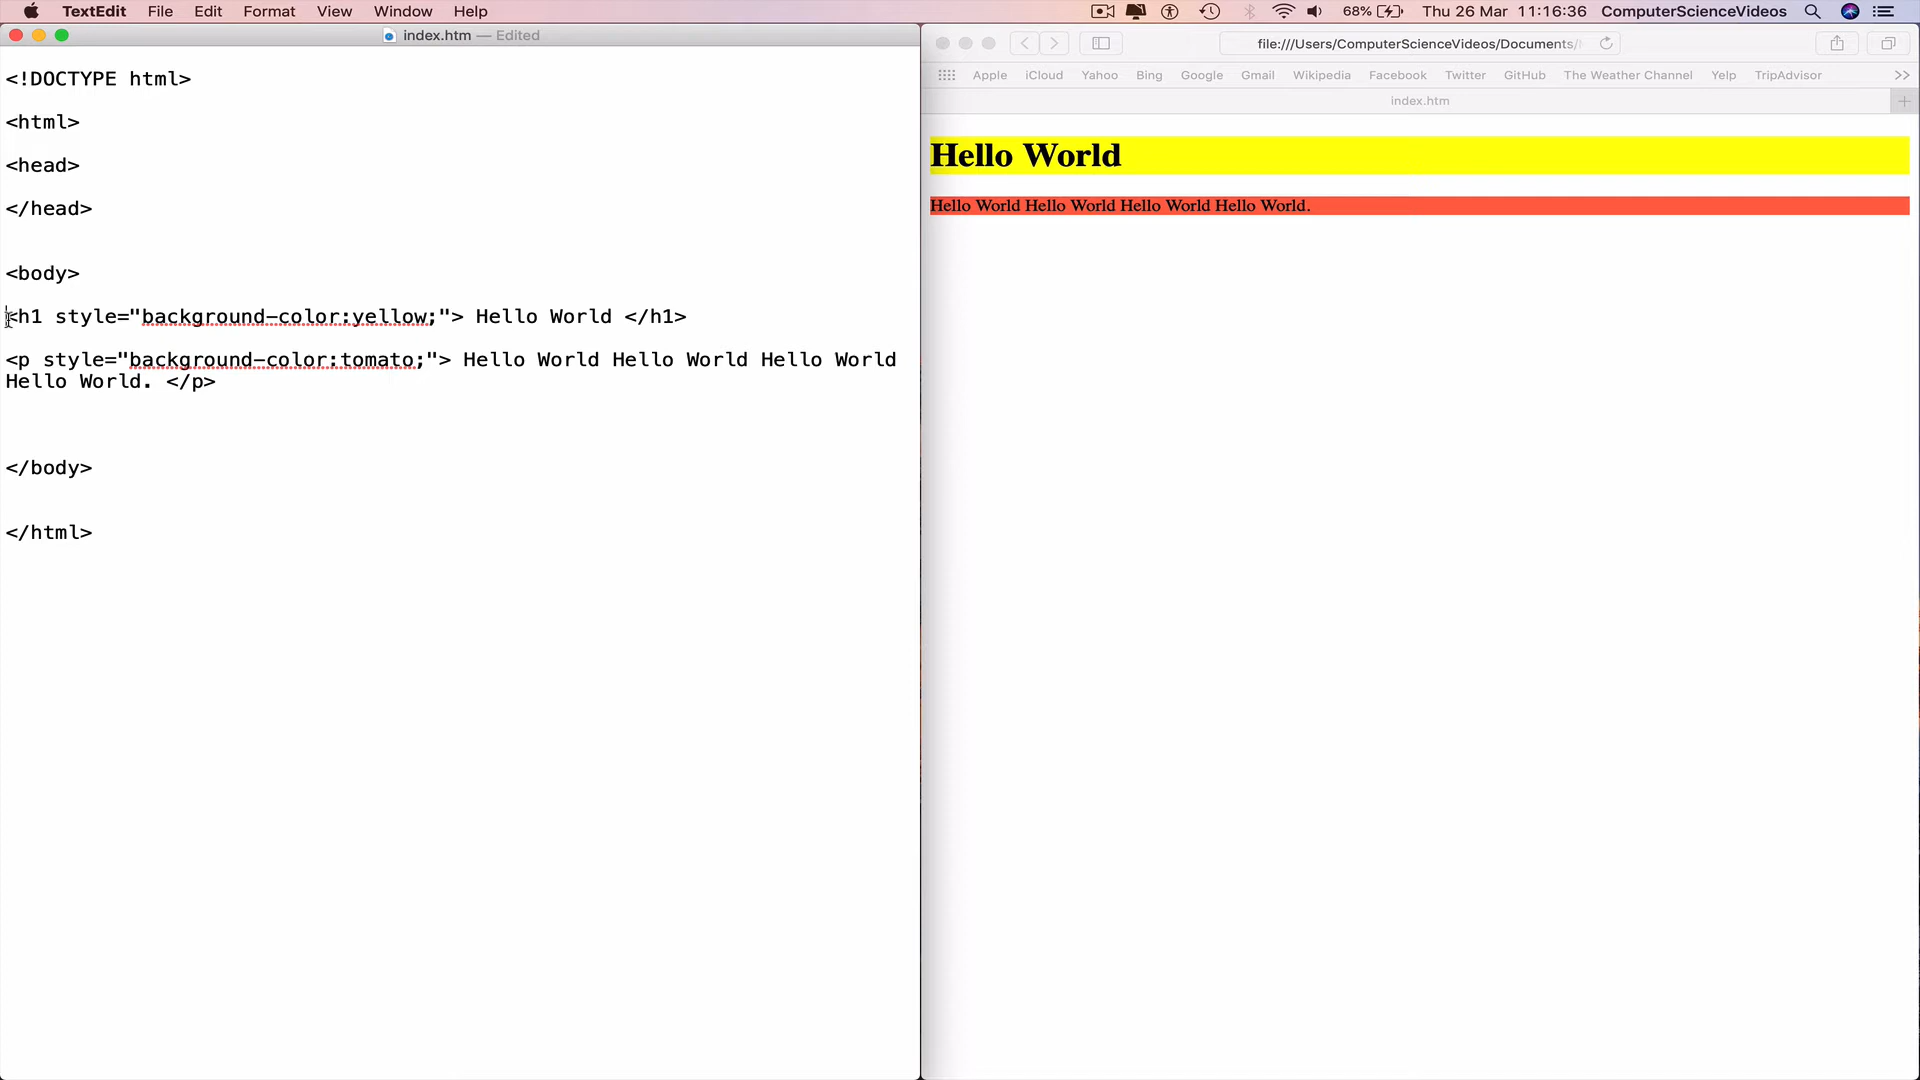 TextEdit File Edit Format View Window Help 68% Thu 26 Mar 11:16:36 ComputerScienceVideos
index.htm — Edited
<!DOCTYPE html>
<html>
<head>
</head>
<body>
<h1 style="background-color:yellow;"> Hello World </h1>
<p style="background-color:tomato;"> Hello World Hello World Hello World
Hello World. </p>
</body>
</html>
file:///Users/ComputerScienceVideos/Documents/
Apple iCloud Yahoo Bing Google Gmail Wikipedia Facebook Twitter GitHub The Weather Channel Yelp TripAdvisor >>
index.htm
Hello World
Hello World Hello World Hello World Hello World.